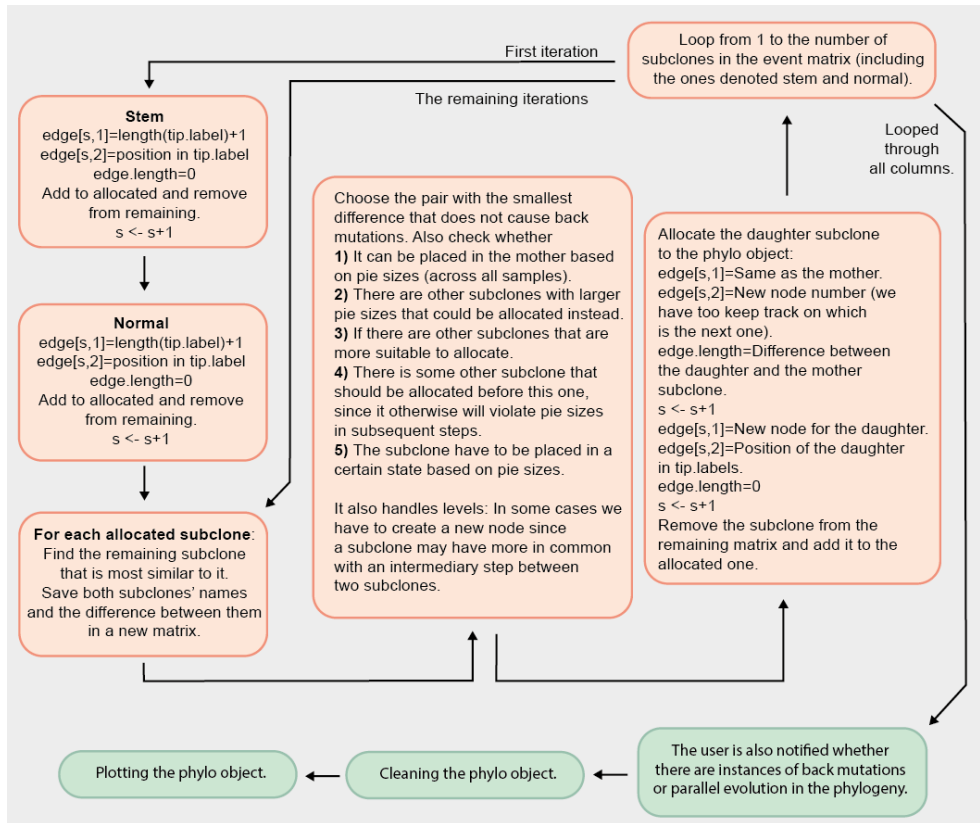 First iteration
The remaining iterations
Loop from 1 to the number of
subclones in the event matrix (including
the ones denoted stem and normal).
Looped
through
all columns.
Stem
edge[s,1]=length(tip.label)+1
edge[s,2]=position in tip.label
edge.length=0
Add to allocated and remove
from remaining.
s <- s+1
Normal
edge[s,1]=length(tip.label)+1
edge[s,2]=position in tip.label
edge.length=0
Add to allocated and remove
from remaining.
s <- s+1
For each allocated subclone:
Find the remaining subclone
that is most similar to it.
Save both subclones' names
and the difference between them
in a new matrix.
Choose the pair with the smallest
difference that does not cause back
mutations. Also check whether
1) It can be placed in the mother based
on pie sizes (across all samples).
2) There are other subclones with larger
pie sizes that could be allocated instead.
3) If there are other subclones that are
more suitable to allocate.
4) There is some other subclone that
should be allocated before this one,
since it otherwise will violate pie sizes
in subsequent steps.
5) The subclone have to be placed in a
certain state based on pie sizes.
It also handles levels: In some cases we
have to create a new node since
a subclone may have more in common
with an intermediary step between
two subclones.
Allocate the daughter subclone
to the phylo object:
edge[s,1]=Same as the mother.
edge[s,2]=New node number (we
have too keep track on which
is the next one).
edge.length=Difference between
the daughter and the mother
subclone.
s <- s+1
edge[s,1]=New node for the daughter.
edge[s,2]=Position of the daughter
in tip.labels.
edge.length=0
s <- s+1
Remove the subclone from the
remaining matrix and add it to the
allocated one.
The user is also notified whether
there are instances of back mutations
or parallel evolution in the phylogeny.
Cleaning the phylo object.
Plotting the phylo object.